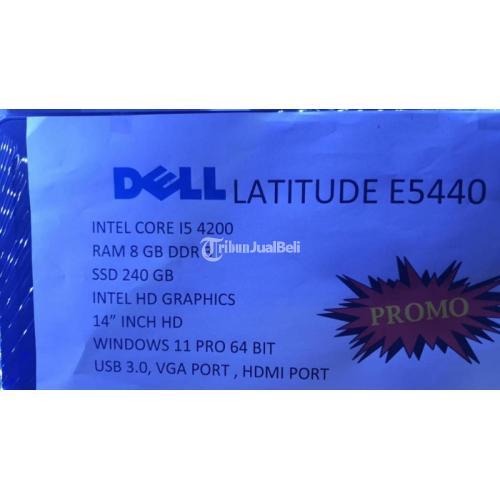 DELL LATITUDE E5440
INTEL CORE I5 4200
RAM 8 GB DDR
TribunJualBeli
SSD 240 GB
INTEL HD GRAPHICS
14” INCH HD
PROMO
WINDOWS 11 PRO 64 BIT
USB 3.0, VGA PORT , HDMI PORT